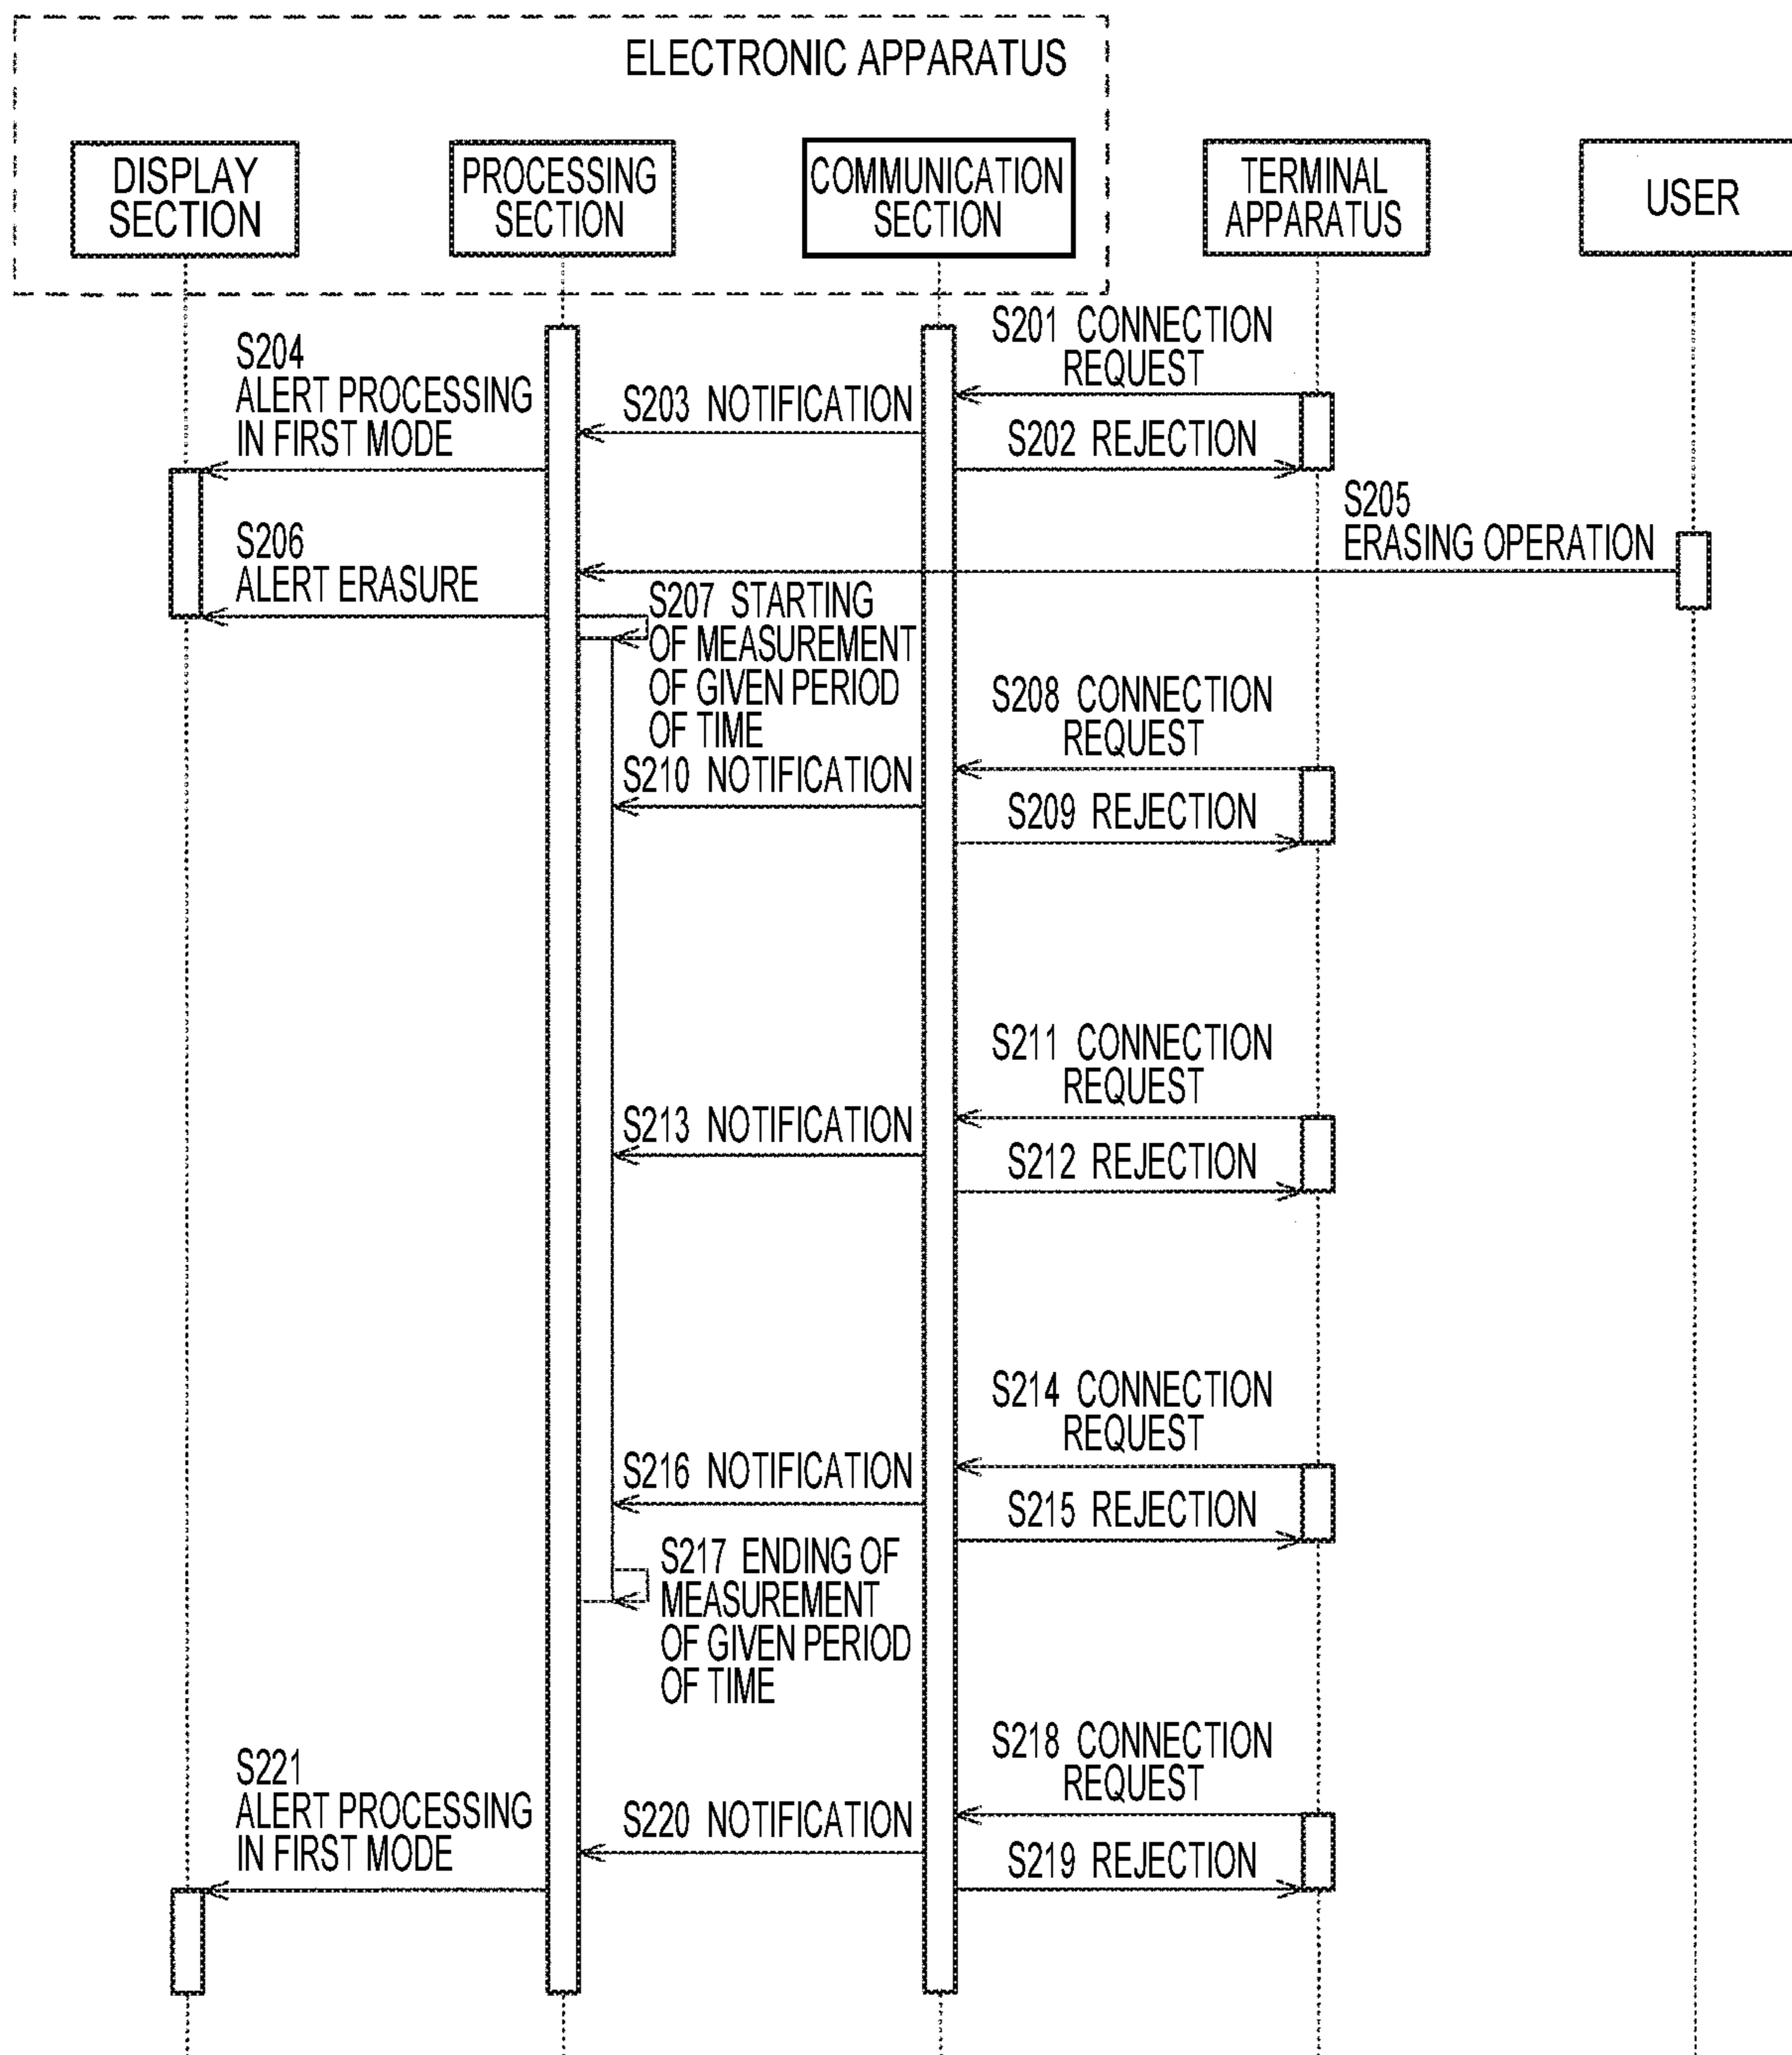 ELECTRONIC APPARATUS
DISPLAY
SECTION
PROCESSING
SECTION
COMMUNICATION
SECTION
TERMINAL
APPARATUS
USER
S201 CONNECTION
REQUEST
S204
ALERT PROCESSING
IN FIRST MODE
S203 NOTIFICATION
S202 REJECTION
S205
ERASING OPERATION
S206
ALERT ERASURE
S207 STARTING
OF MEASUREMENT
OF GIVEN PERIOD
OF TIME
S208 CONNECTION
REQUEST
S210 NOTIFICATION
S209 REJECTION
S211 CONNECTION
REQUEST
S213 NOTIFICATION
S212 REJECTION
S214 CONNECTION
REQUEST
S216 NOTIFICATION
S215 REJECTION
S217 ENDING OF
MEASUREMENT
OF GIVEN PERIOD
OF TIME
S218 CONNECTION
REQUEST
S221
ALERT PROCESSING
IN FIRST MODE
S220 NOTIFICATION
S219 REJECTION